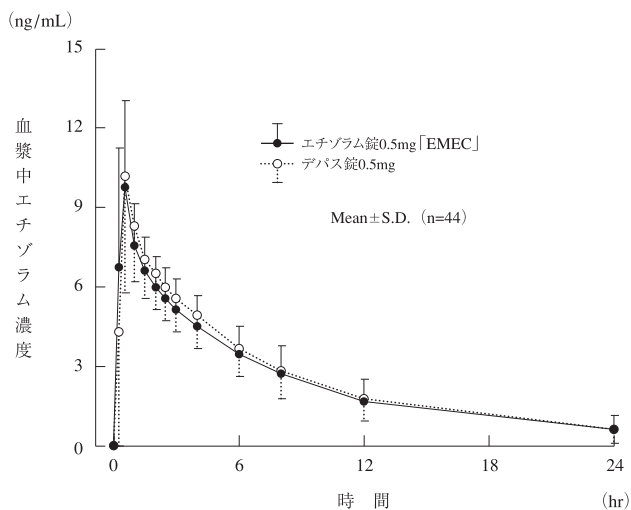 (ng/mL)
15
12
9
6
3
0
血漿中エチゾラム濃度
エチゾラム錠0.5mg「EMEC」
デパス錠0.5mg
Mean±S.D. (n=44)
0 6 12 18 24
時 間 (hr)